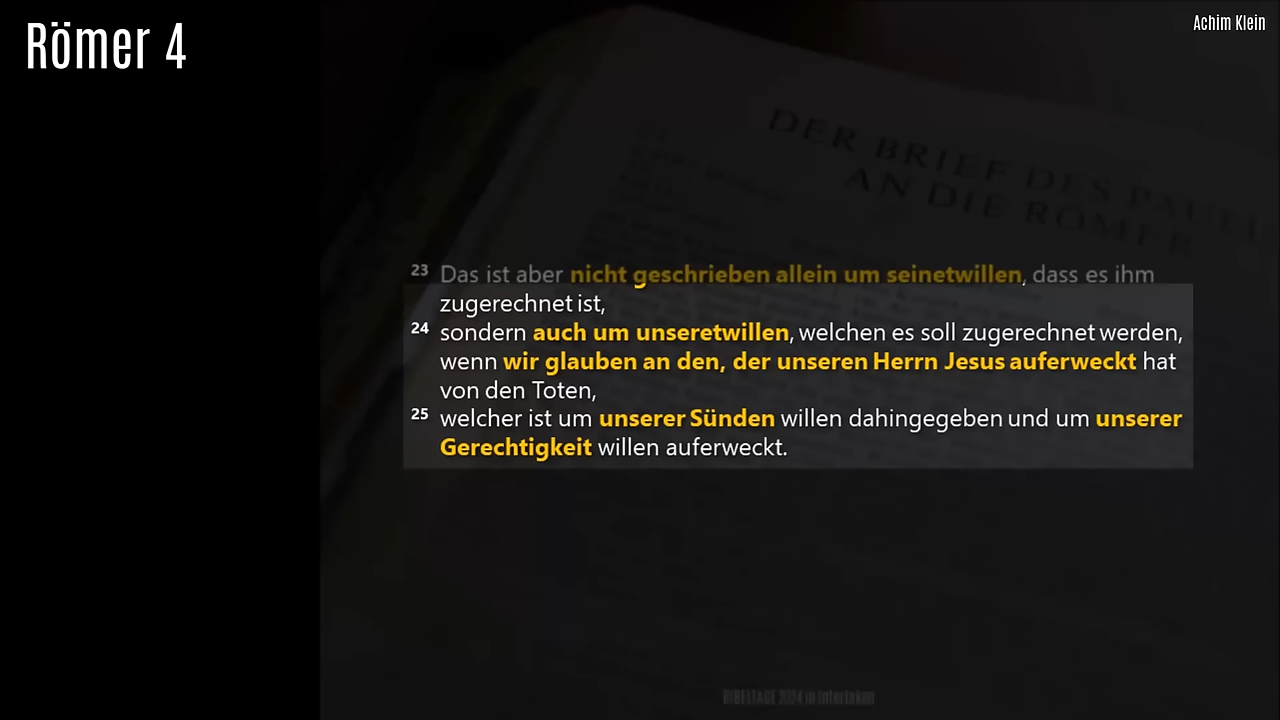 Römer 4
Achim Klein
DER BRIEF DES PAULUS
AN DIE RÖMER
23 Das ist aber nicht geschrieben allein um seinetwillen, dass es ihm
zugerechnet ist,
24 sondern auch um unseretwillen, welchen es soll zugerechnet werden,
wenn wir glauben an den, der unseren Herrn Jesus auferweckt hat
von den Toten,
25 welcher ist um unserer Sünden willen dahingegeben und um unserer
Gerechtigkeit willen auferweckt.
BIBELTAGE 2024 in Interlaken